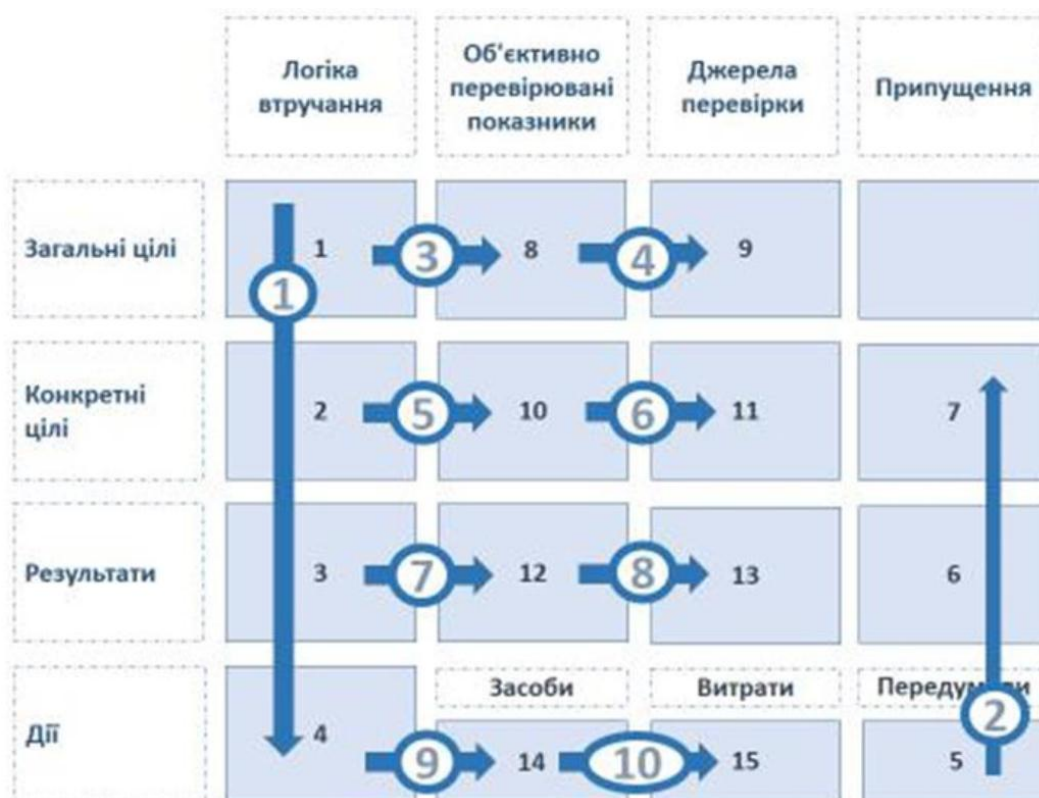 Логіка
втручання
Об'єктивно
перевірювані
показники
Джерела
перевірки
Припущення
Загальні цілі
1
3
8
4
9
1
Конкретні
цілі
2
5
10
6
11
7
Результати
3
7
12
8
13
6
Засоби
Витрати
Дії
4
2
9
14
10
15
5